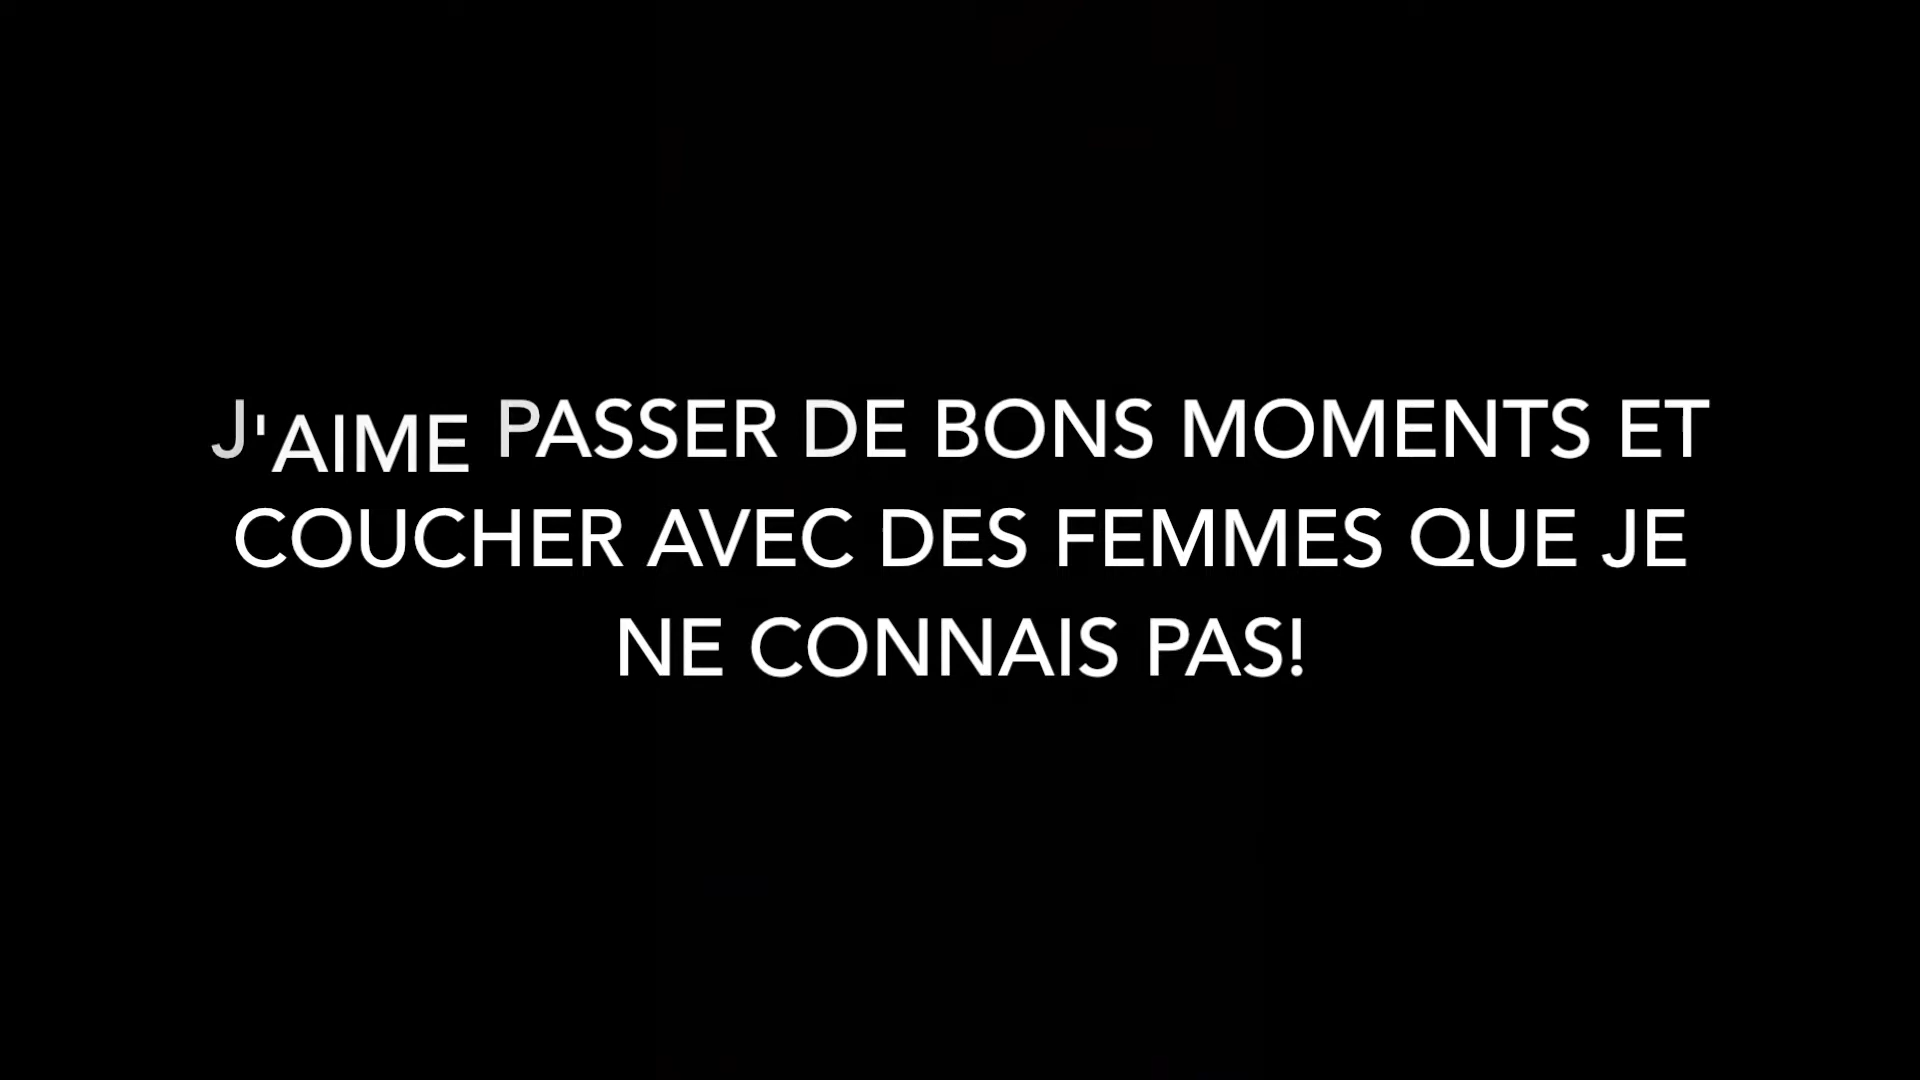 J'AIME PASSER DE BONS MOMENTS ET
COUCHER AVEC DES FEMMES QUE JE
NE CONNAIS PAS!